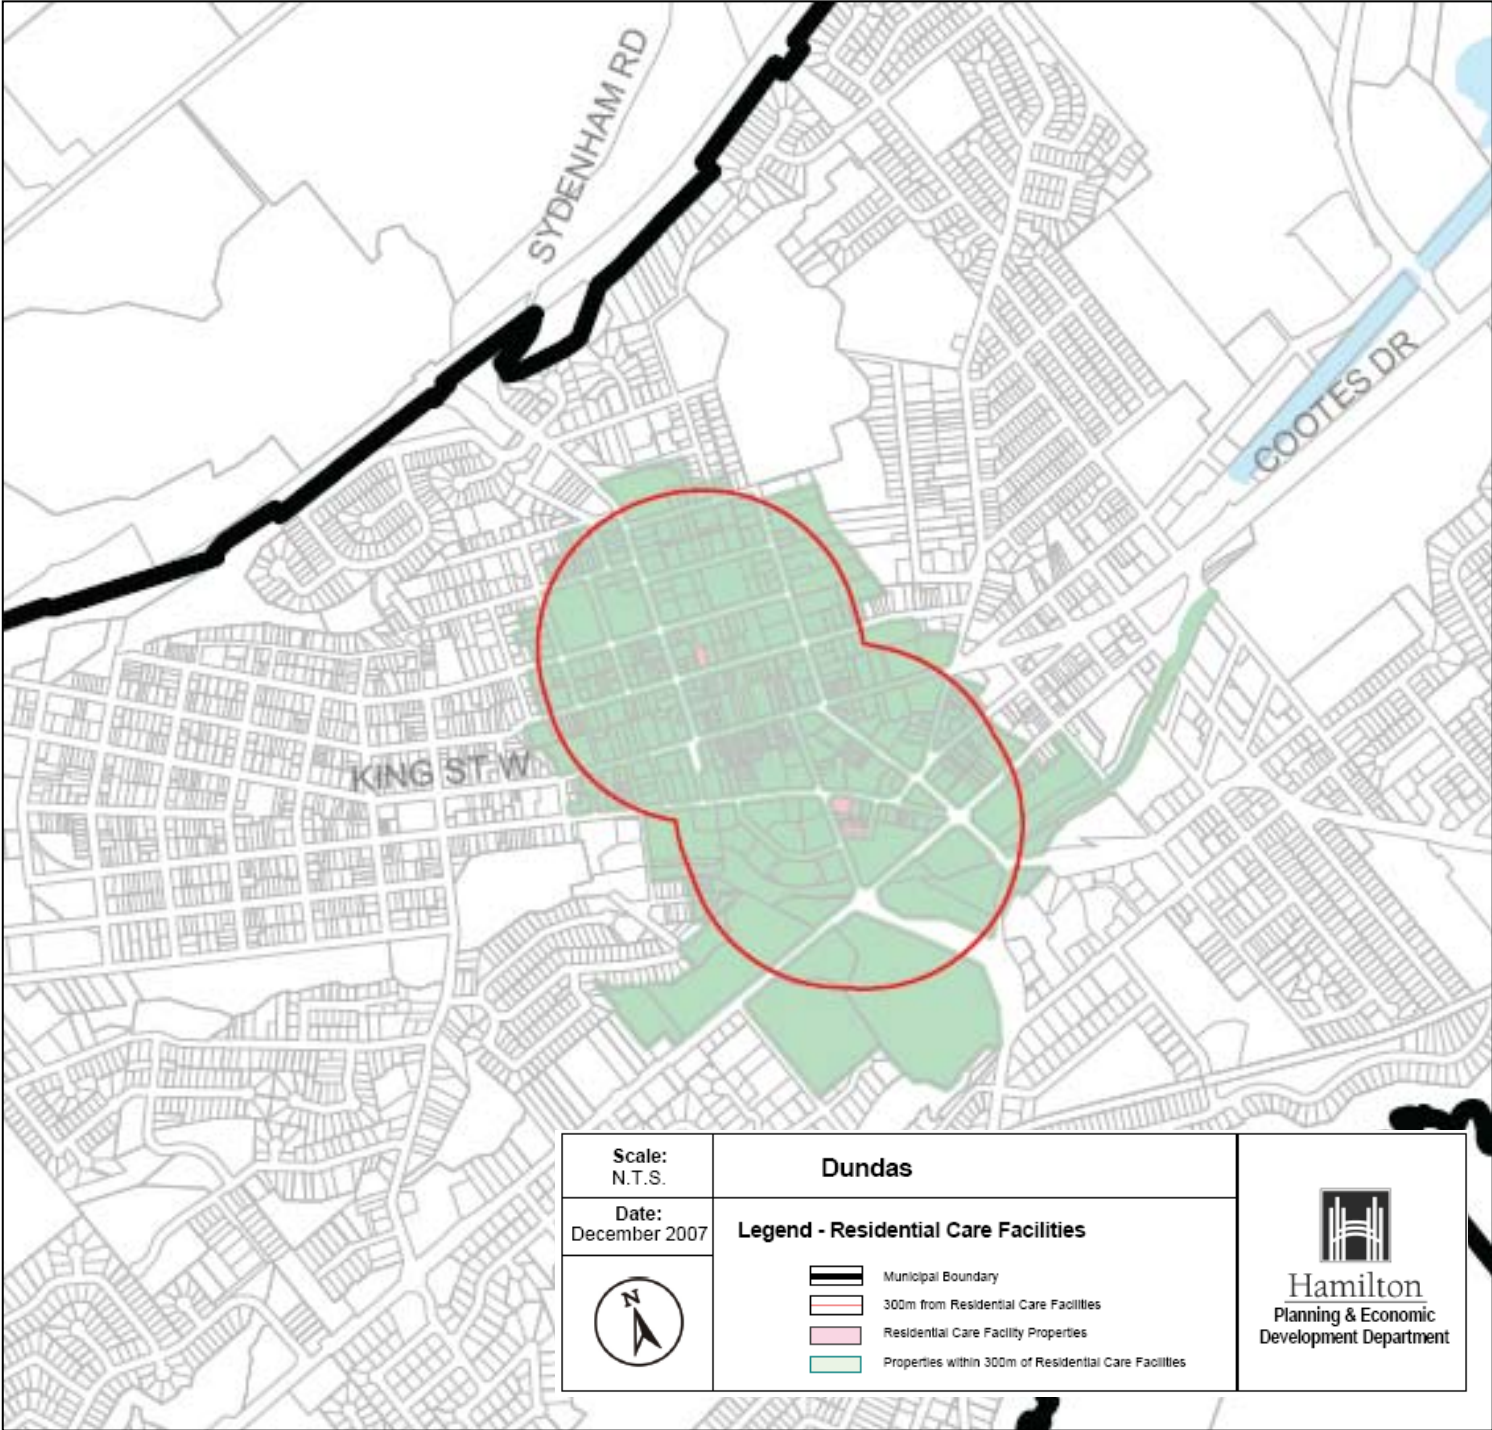 SYDENHAM RD
COOTES DR
KING ST W
Scale:
N.T.S.
Dundas
Date:
December 2007
Legend - Residential Care Facilities
Municipal Boundary
300m from Residential Care Facilities
Residential Care Facility Properties
Properties within 300m of Residential Care Facilities
N
Hamilton
Planning & Economic
Development Department